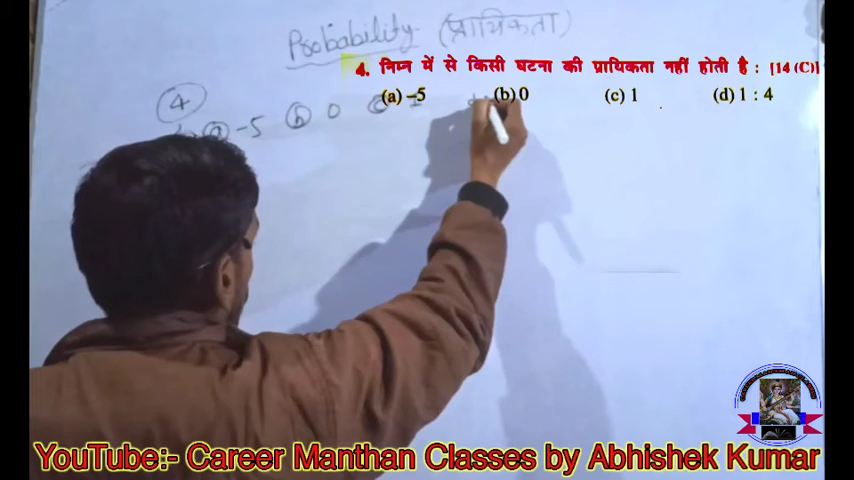 Probability (प्रायिकता)
4. निम्न में से किसी घटना की प्रायिकता नहीं होती है : [14 (C)]
(a) –5 (b) 0 (c) 1 (d) 1 : 4
4 (a) -5 (b) 0 (c) 1
YouTube:- Career Manthan Classes by Abhishek Kumar